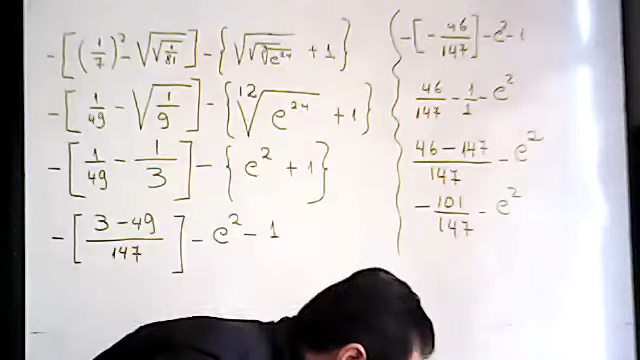 -[(1/7)² - √√(1/81)] - {√∛√(e²⁴) + 1}
-[1/49 - √(1/9)] - {¹²√(e²⁴) + 1}
-[1/49 - 1/3] - {e² + 1}
-[(3 - 49)/147] - e² - 1
-[-46/147] - e² - 1
46/147 - 1/1 - e²
(46 - 147)/147 - e²
-101/147 - e²